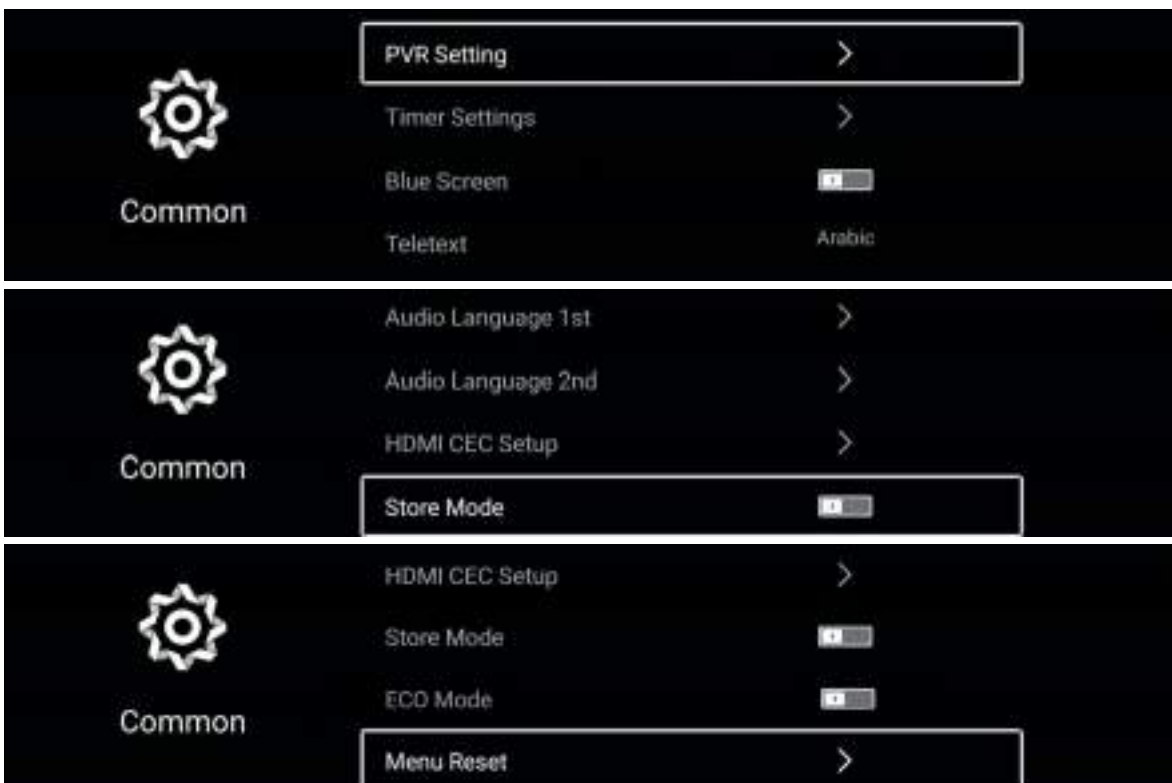 PVR Setting
Timer Settings
Blue Screen
Common
Teletext
Arabic
Audio Language 1st
Audio Language 2nd
HDMI CEC Setup
Common
Store Mode
HDMI CEC Setup
Store Mode
ECO Mode
Common
Menu Reset